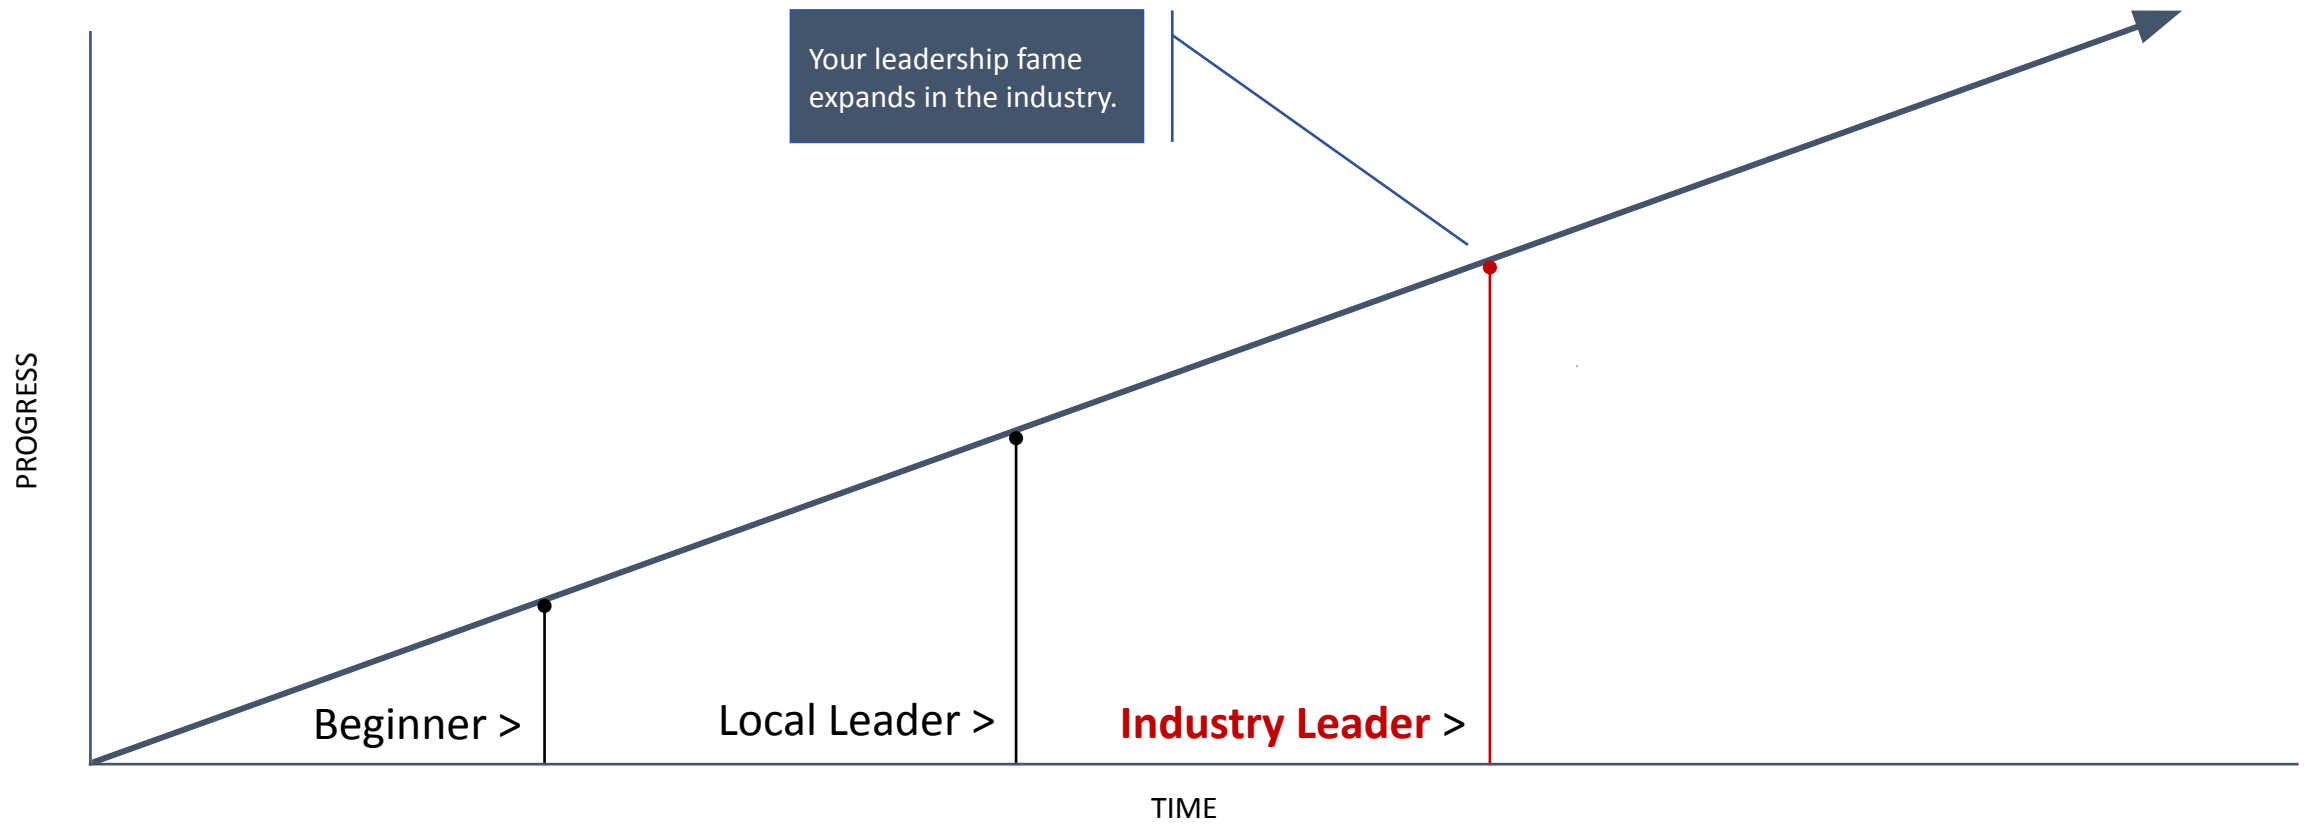 Your leadership fame
expands in the industry.
PROGRESS
Beginner >
Local Leader >
Industry Leader >
TIME